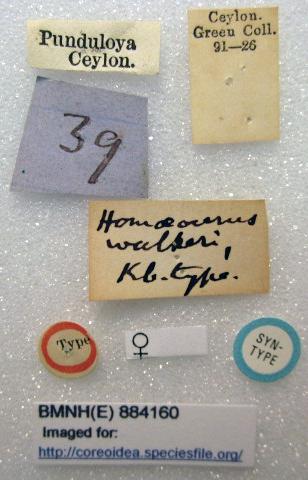 Punduloya
Ceylon.
Ceylon.
Green Coll.
91—26
39
Homœocerus
walkeri,
Kb. type.
Type
♀
SYN-
TYPE
BMNH(E) 884160
Imaged for:
http://coreoidea.speciesfile.org/